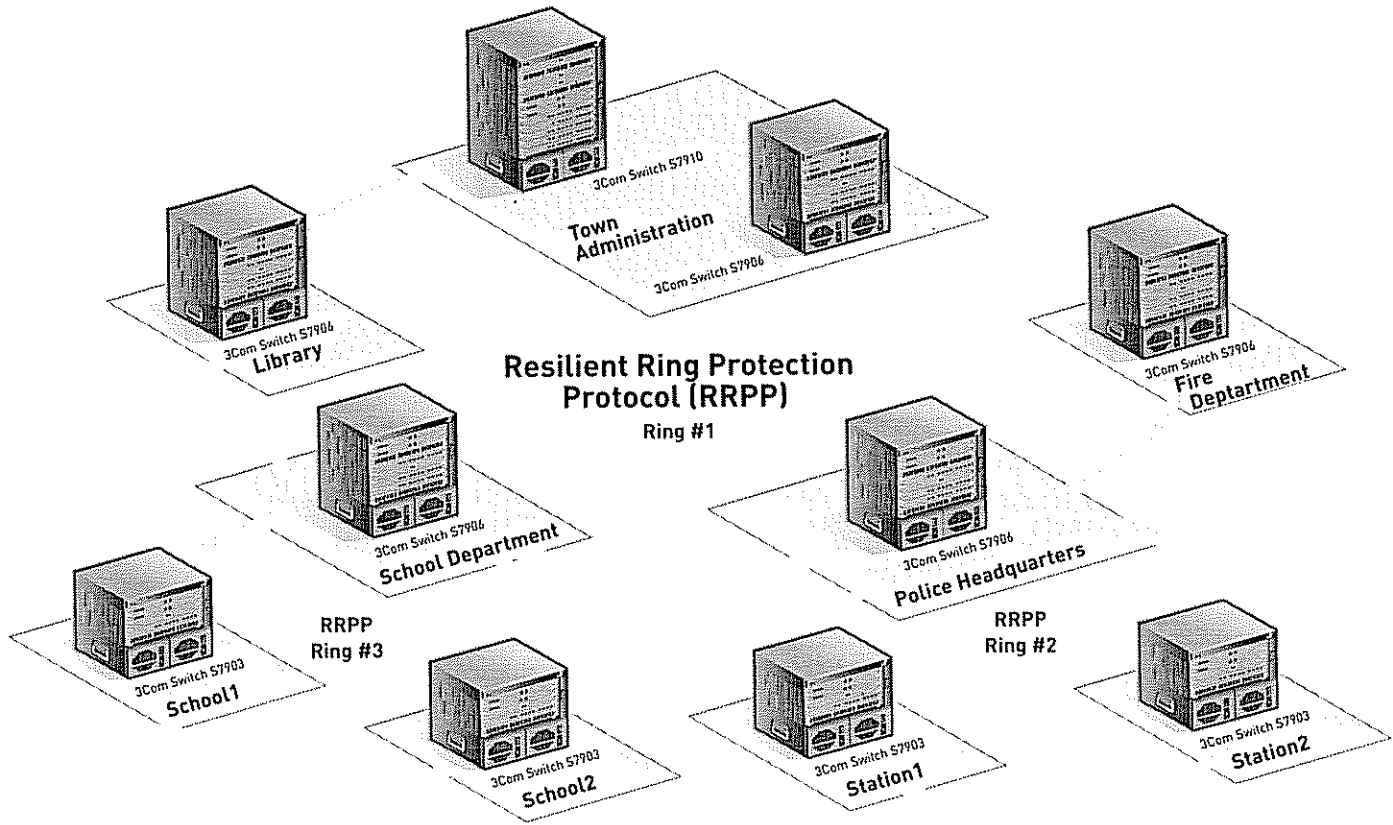 3Com Switch S7910
Town
Administration
3Com Switch S7906
3Com Switch S7906
Library
3Com Switch S7906
Fire
Deptartment
Resilient Ring Protection
Protocol (RRPP)
Ring #1
3Com Switch S7906
School Department
3Com Switch S7906
Police Headquarters
RRPP
Ring #3
RRPP
Ring #2
3Com Switch S7903
School1
3Com Switch S7903
School2
3Com Switch S7903
Station1
3Com Switch S7903
Station2